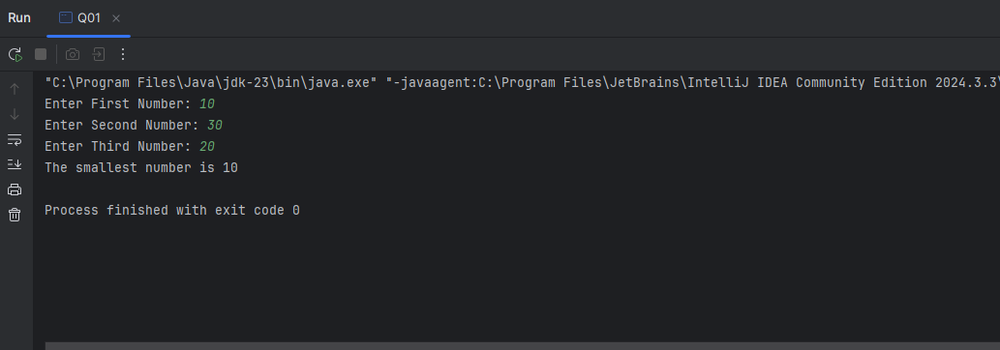 Run Q01
"C:\Program Files\Java\jdk-23\bin\java.exe" "-javaagent:C:\Program Files\JetBrains\IntelliJ IDEA Community Edition 2024.3.3\
Enter First Number: 10
Enter Second Number: 30
Enter Third Number: 20
The smallest number is 10
Process finished with exit code 0